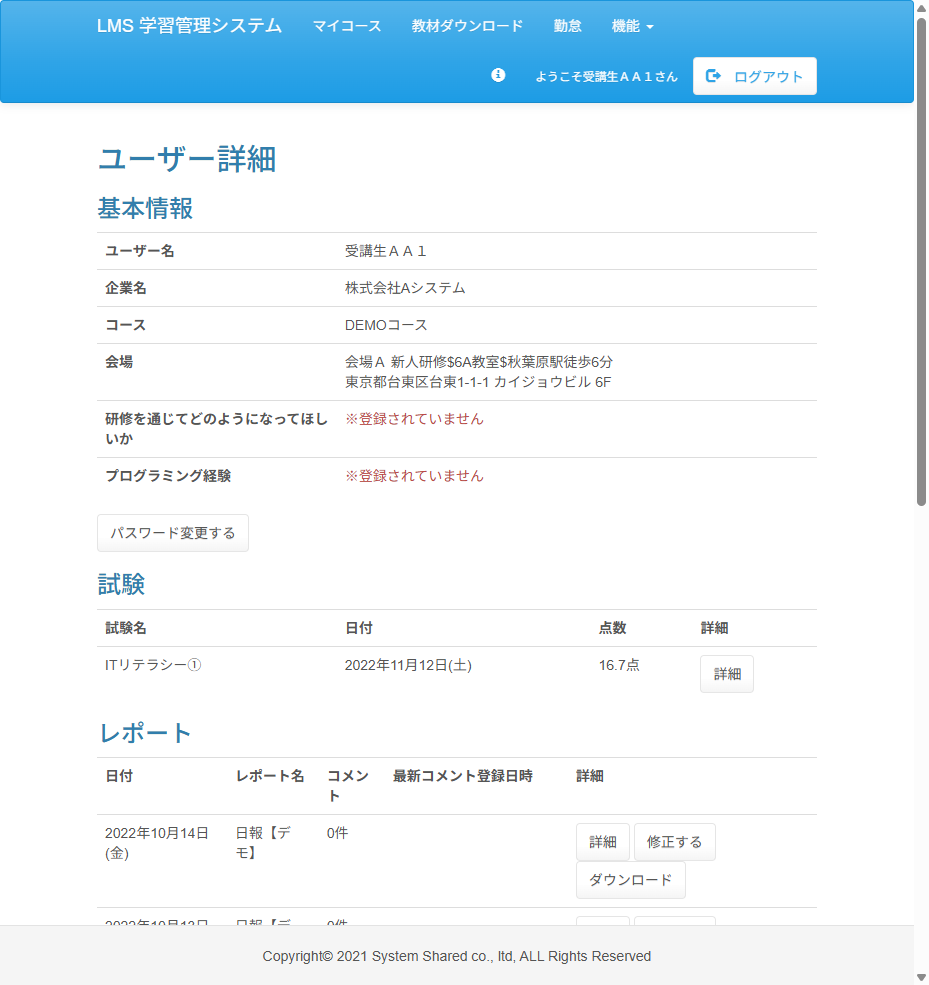 LMS 学習管理システム マイコース 教材ダウンロード 勤怠 機能
ようこそ受講生ＡＡ１さん ログアウト
ユーザー詳細
基本情報
ユーザー名 受講生ＡＡ１
企業名 株式会社Aシステム
コース DEMOコース
会場 会場Ａ 新人研修$6A教室$秋葉原駅徒歩6分
東京都台東区台東1-1-1 カイジョウビル 6F
研修を通じてどのようになってほし ※登録されていません
いか
プログラミング経験 ※登録されていません
パスワード変更する
試験
試験名 日付 点数 詳細
ITリテラシー① 2022年11月12日(土) 16.7点 詳細
レポート
日付 レポート名 コメン 最新コメント登録日時 詳細
ト
2022年10月14日 日報【デ 0件 詳細 修正する
(金) モ】
ダウンロード
2022年10月13日 日報【デ 0件
Copyright© 2021 System Shared co., ltd, ALL Rights Reserved